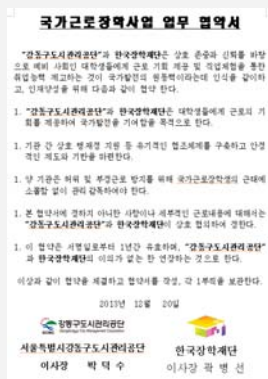 국가근로장학사업 업무 협약서
"강동구도시관리공단"과 한국장학재단은 상호 존중과 신뢰를 바탕
으로 예비 사회인 대학생들에게 근로 기회 제공 및 직업체험을 통한
취업능력 제고하는 것이 국가발전의 원동력이라는데 인식을 같이하
고, 인재양성을 위해 다음과 같이 협약 한다.
1. "강동구도시관리공단"과 한국장학재단은 대학생들에게 근로의 기
회를 제공하여 국가발전을 기여함을 목적으로 한다.
1. 기관 간 상호 행재정 지원 등 유기적인 협조체제를 구축하고 안정
적인 제도와 기반을 마련한다.
1. 양 기관은 허위 및 부정근로 방지를 위해 국가근로장학생의 근태에
소홀함 없이 관리 감독하여야 한다.
1. 본 협약서에 정하지 아니한 사항이나 세부적인 근로내용에 대해서는
"강동구도시관리공단"과 한국장학재단이 상호 협의하여 정한다.
1. 이 협약은 서명일로부터 1년간 유효하며, "강동구도시관리공단"
과 한국장학재단의 이의가 없는 한 연장하는 것으로 한다.
이상과 같이 협약을 체결하고 협약서를 작성, 각 1부씩을 보관한다.
12월 20일
강동구도시관리공단
서울특별시강동구도시관리공단
한국장학재단
이사장 박 덕 수
이사장 곽 병 선